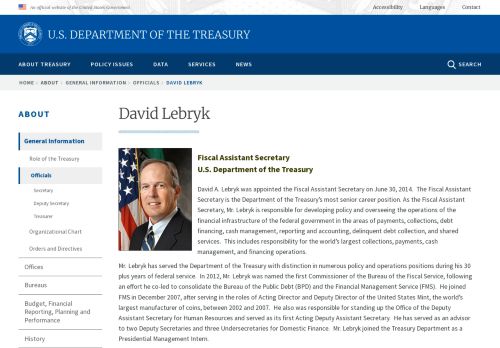 An official website of the United States Government
Accessibility Languages Contact
U.S. DEPARTMENT OF THE TREASURY
ABOUT TREASURY POLICY ISSUES DATA SERVICES NEWS SEARCH
HOME › ABOUT › GENERAL INFORMATION › OFFICIALS › DAVID LEBRYK
ABOUT
General Information
Role of the Treasury
Officials
Secretary
Deputy Secretary
Treasurer
Organizational Chart
Orders and Directives
Offices
Bureaus
Budget, Financial
Reporting, Planning and
Performance
History
David Lebryk
Fiscal Assistant Secretary
U.S. Department of the Treasury
David A. Lebryk was appointed the Fiscal Assistant Secretary on June 30, 2014. The Fiscal Assistant
Secretary is the Department of the Treasury's most senior career position. As the Fiscal Assistant
Secretary, Mr. Lebryk is responsible for developing policy and overseeing the operations of the
financial infrastructure of the federal government in the areas of payments, collections, debt
financing, cash management, reporting and accounting, delinquent debt collection, and shared
services. This includes responsibility for the world's largest collections, payments, cash
management, and financing operations.
Mr. Lebryk has served the Department of the Treasury with distinction in numerous policy and operations positions during his 30
plus years of federal service. In 2012, Mr. Lebryk was named the first Commissioner of the Bureau of the Fiscal Service, following
an effort he co-led to consolidate the Bureau of the Public Debt (BPD) and the Financial Management Service (FMS). He joined
FMS in December 2007, after serving in the roles of Acting Director and Deputy Director of the United States Mint, the world's
largest manufacturer of coins, between 2002 and 2007. He also was responsible for standing up the Office of the Deputy
Assistant Secretary for Human Resources and served as its first Acting Deputy Assistant Secretary. He has served as an advisor
to two Deputy Secretaries and three Undersecretaries for Domestic Finance. Mr. Lebryk joined the Treasury Department as a
Presidential Management Intern.